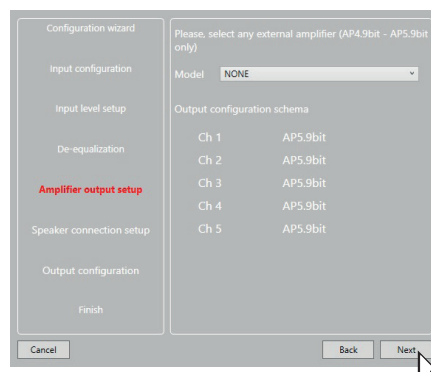 Configuration wizard
Input configuration
Input level setup
De-equalization
Amplifier output setup
Speaker connection setup
Output configuration
Finish
Please, select any external amplifier (AP4.9bit - AP5.9bit
only)
Model NONE
Output configuration schema
Ch 1 AP5.9bit
Ch 2 AP5.9bit
Ch 3 AP5.9bit
Ch 4 AP5.9bit
Ch 5 AP5.9bit
Cancel Back Next